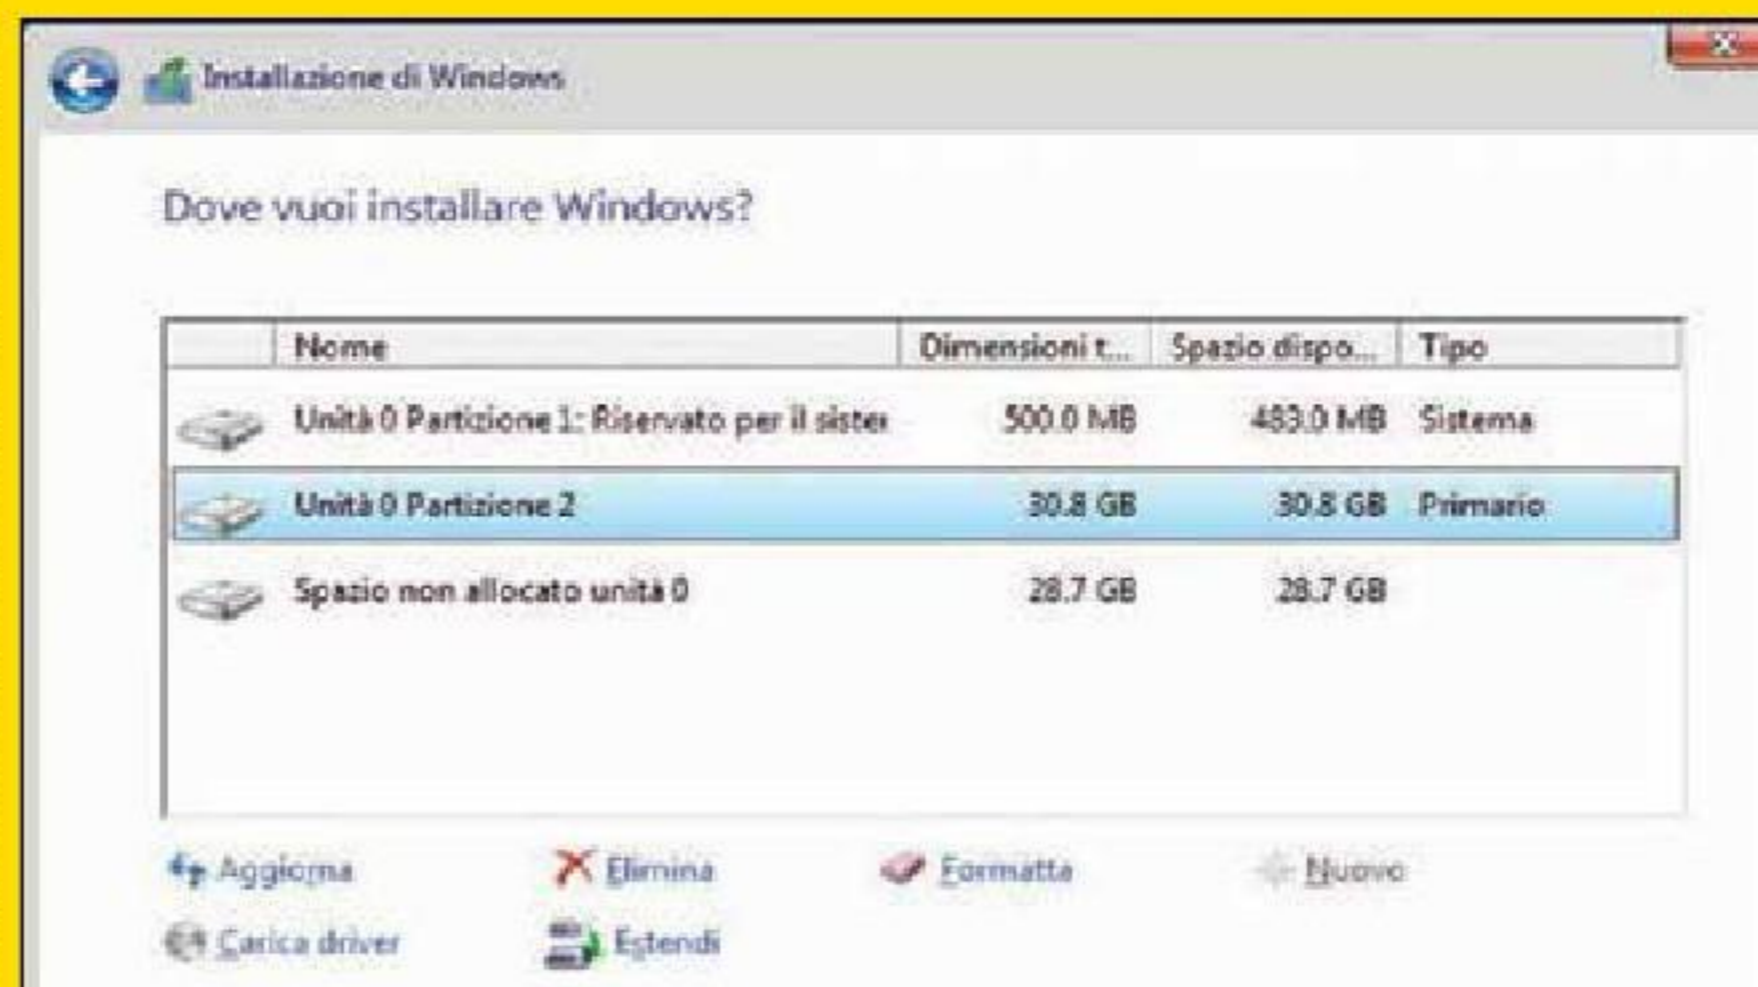 Installazione di Windows
Dove vuoi installare Windows?
Nome Dimensioni t... Spazio dispo... Tipo
Unità 0 Partizione 1: Riservato per il sister 500.0 MB 483.0 MB Sistema
Unità 0 Partizione 2 30.8 GB 30.8 GB Primario
Spazio non allocato unità 0 28.7 GB 28.7 GB
Aggiorna Elimina Formatta Nuovo
Carica driver Estendi